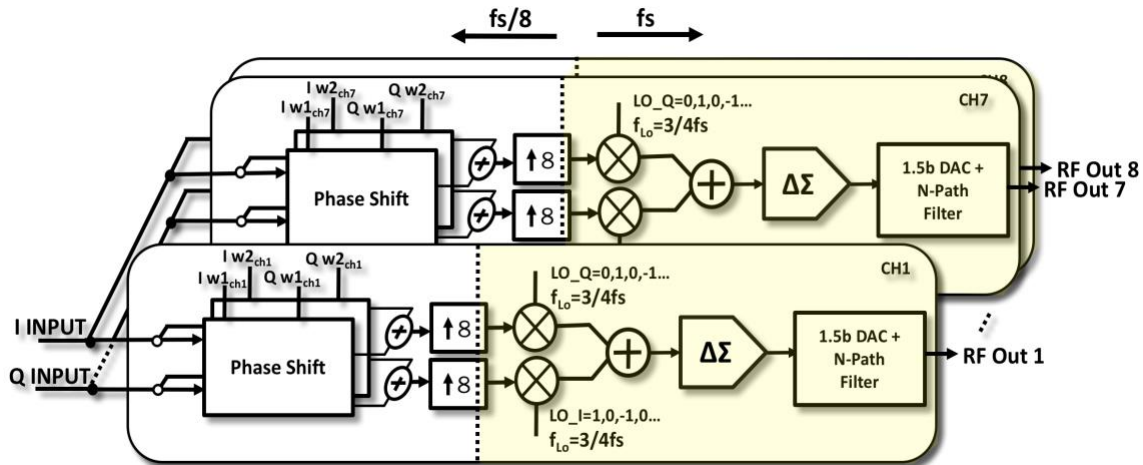 fs/8
fs
CH7
I w2ch7
Q w2ch7
I w1ch7
Q w1ch7
LO_Q=0,1,0,-1...
fLo=3/4fs
↑8
Phase Shift
ΔΣ
1.5b DAC +
N-Path
Filter
RF Out 8
RF Out 7
↑8
CH1
I w2ch1
Q w2ch1
I w1ch1
Q w1ch1
LO_Q=0,1,0,-1...
fLo=3/4fs
I INPUT
↑8
Phase Shift
ΔΣ
1.5b DAC +
N-Path
Filter
RF Out 1
Q INPUT
↑8
LO_I=1,0,-1,0...
fLo=3/4fs